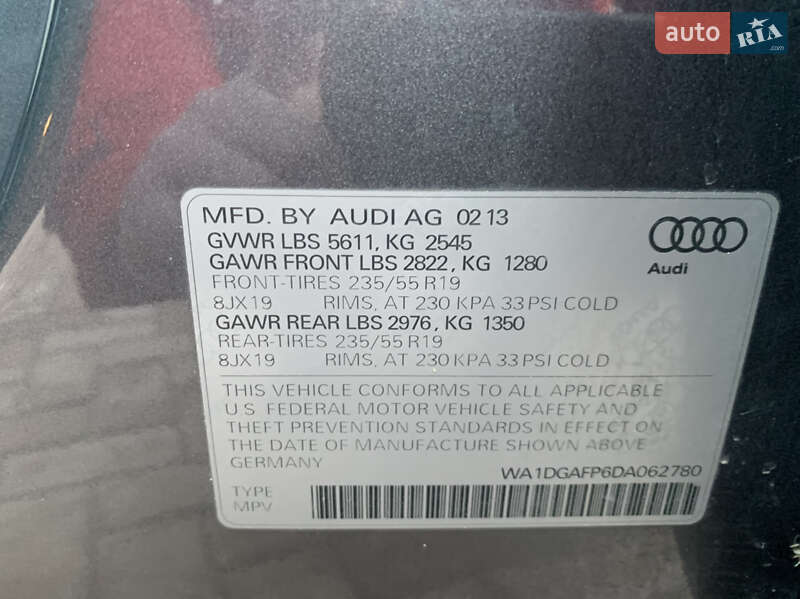 auto RIA.com
MFD. BY AUDI AG 02 13
GVWR LBS 5611, KG 2545
GAWR FRONT LBS 2822, KG 1280
FRONT-TIRES 235/55 R19
8JX19 RIMS, AT 230 KPA 33 PSI COLD
GAWR REAR LBS 2976, KG 1350
REAR-TIRES 235/55 R19
8JX19 RIMS, AT 230 KPA 33 PSI COLD
Audi
THIS VEHICLE CONFORMS TO ALL APPLICABLE
U.S. FEDERAL MOTOR VEHICLE SAFETY AND
THEFT PREVENTION STANDARDS IN EFFECT ON
THE DATE OF MANUFACTURE SHOWN ABOVE.
GERMANY
WA1DGAFP6DA062780
TYPE
MPV